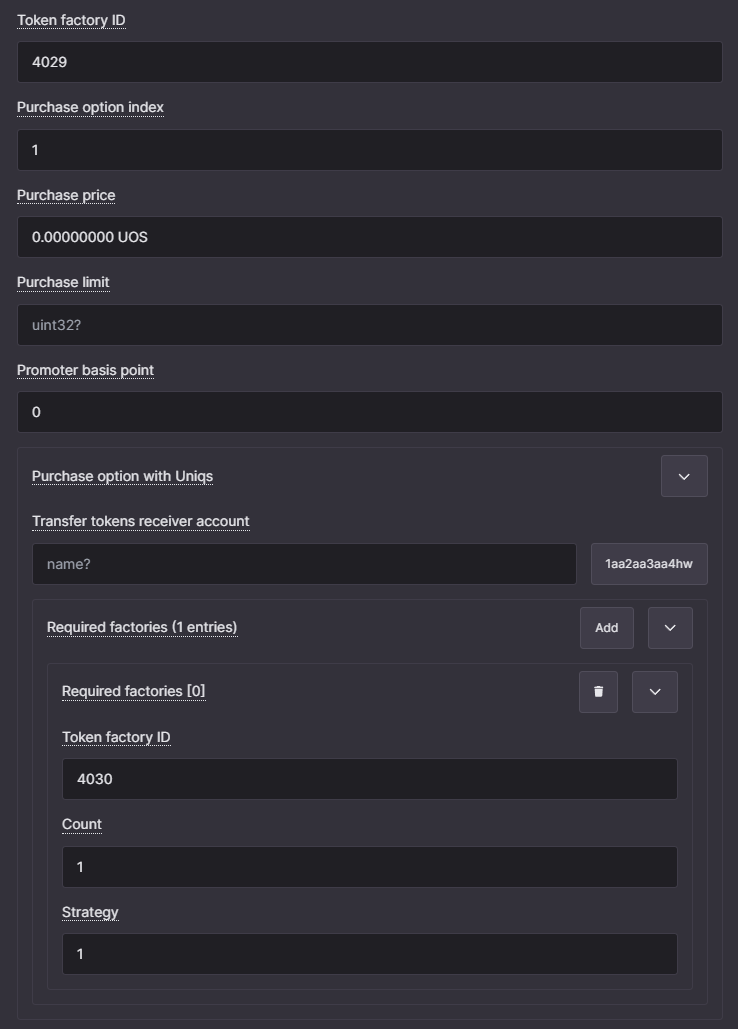 Token factory ID
4029
Purchase option index
1
Purchase price
0.00000000 UOS
Purchase limit
uint32?
Promoter basis point
0
Purchase option with Uniqs
Transfer tokens receiver account
name?
1aa2aa3aa4hw
Required factories (1 entries)
Add
Required factories [0]
Token factory ID
4030
Count
1
Strategy
1